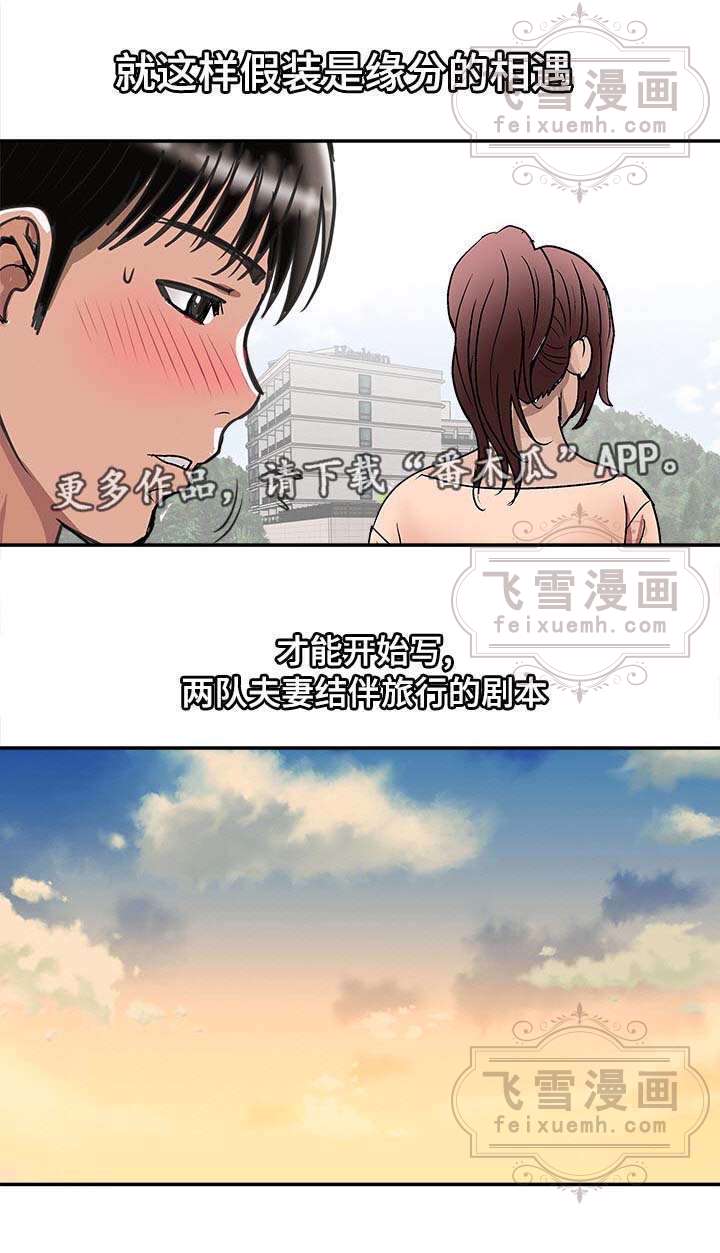 就这样假装是缘分的相遇
飞雪漫画
feixuemh.com
更多作品，请下载“番木瓜”APP。
飞雪漫画
feixuemh.com
才能开始写，
两队夫妻结伴旅行的剧本
飞雪漫画
feixuemh.com